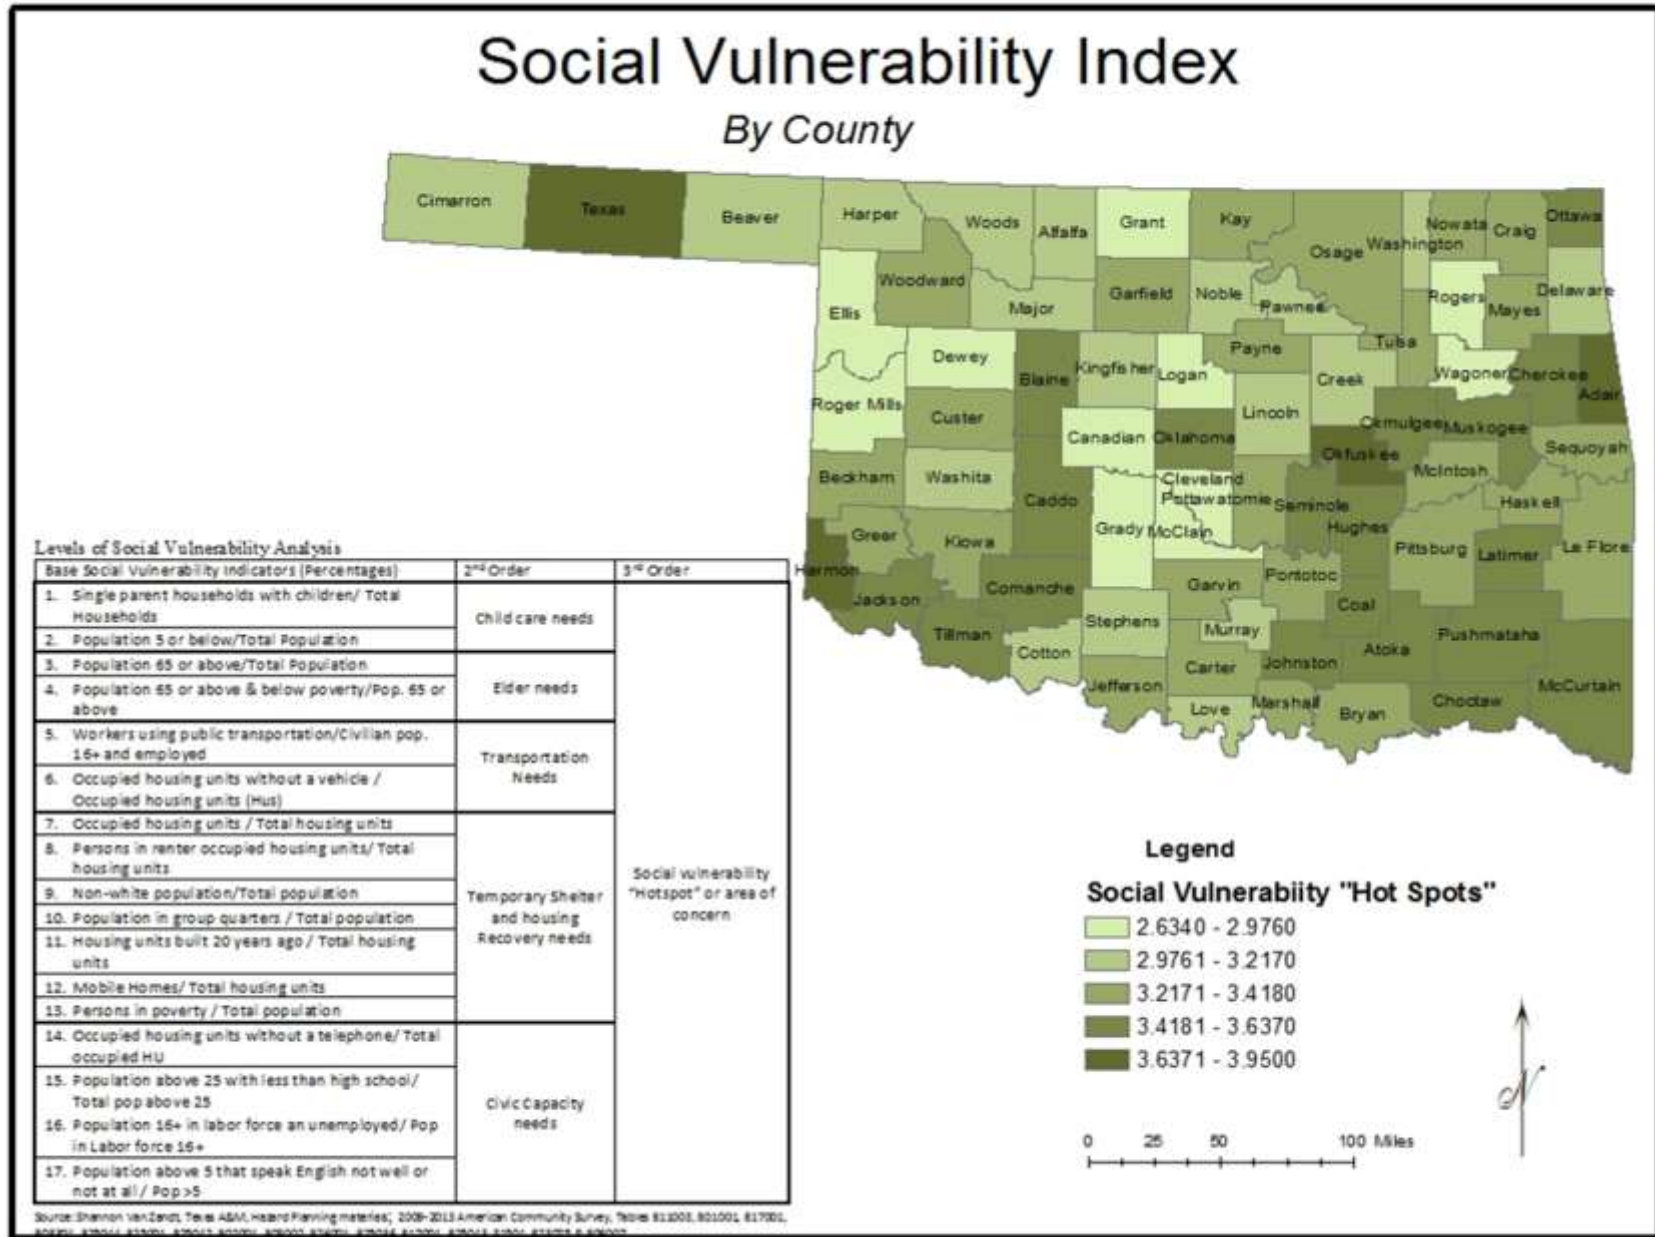 Social Vulnerability Index
By County
Cimarron
Texas
Beaver
Harper
Woods
Alfalfa
Grant
Kay
Osage
Washington
Nowata
Craig
Ottawa
Woodward
Ellis
Major
Garfield
Noble
Pawnee
Rogers
Mayes
Delaware
Dewey
Blaine
Kingfisher
Logan
Payne
Creek
Tulsa
Wagoner
Cherokee
Adair
Roger Mills
Custer
Canadian
Oklahoma
Lincoln
Okmulgee
Muskogee
Sequoyah
Okfuskee
McIntosh
Beckham
Washita
Caddo
Cleveland
Pottawatomie
Seminole
Haskell
Hughes
Grady
McClain
Greer
Kiowa
Pittsburg
Latimer
Le Flore
Harmon
Jackson
Comanche
Garvin
Pontotoc
Coal
Tillman
Stephens
Murray
Cotton
Carter
Johnston
Atoka
Pushmataha
Jefferson
Love
Marshall
Bryan
Choctaw
McCurtain
Levels of Social Vulnerability Analysis
Base Social Vulnerability Indicators (Percentages)
2nd Order
3rd Order
1. Single parent households with children/ Total
Households
2. Population 5 or below/Total Population
Child care needs
3. Population 65 or above/Total Population
4. Population 65 or above & below poverty/Pop. 65 or
above
Elder needs
5. Workers using public transportation/Civilian pop.
16+ and employed
6. Occupied housing units without a vehicle /
Occupied housing units (Hus)
Transportation
Needs
7. Occupied housing units / Total housing units
8. Persons in renter occupied housing units/ Total
housing units
9. Non-white population/Total population
10. Population in group quarters / Total population
11. Housing units built 20 years ago / Total housing
units
12. Mobile Homes/ Total housing units
13. Persons in poverty / Total population
Temporary Shelter
and housing
Recovery needs
14. Occupied housing units without a telephone/ Total
occupied HU
15. Population above 25 with less than high school/
Total pop above 25
16. Population 16+ in labor force an unemployed/ Pop
in Labor force 16+
17. Population above 5 that speak English not well or
not at all / Pop >5
Civic Capacity
needs
Social vulnerability
"Hotspot" or area of
concern
Source: Shannon Van Zandt, Texas A&M, Hazard Planning materials; 2009-2013 American Community Survey, Tables
Legend
Social Vulnerabiity "Hot Spots"
2.6340 - 2.9760
2.9761 - 3.2170
3.2171 - 3.4180
3.4181 - 3.6370
3.6371 - 3.9500
0 25 50 100 Miles
N